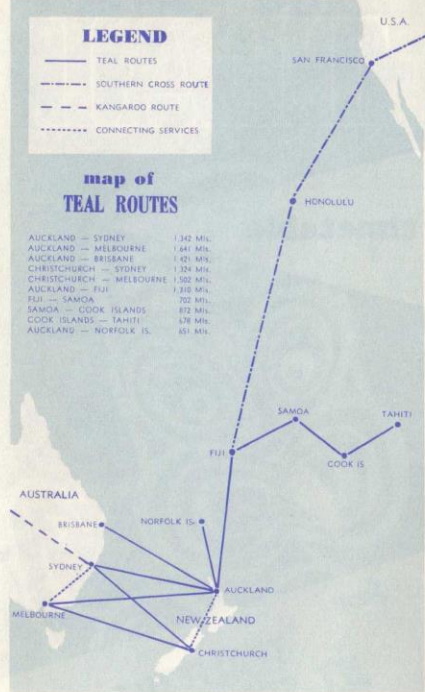 U.S.A.
LEGEND
TEAL ROUTES
SOUTHERN CROSS ROUTE
KANGAROO ROUTE
CONNECTING SERVICES
SAN FRANCISCO
map of
TEAL ROUTES
HONOLULU
AUCKLAND — SYDNEY 1,342 Mls.
AUCKLAND — MELBOURNE 1,641 Mls.
AUCKLAND — BRISBANE 1,421 Mls.
CHRISTCHURCH — SYDNEY 1,324 Mls.
CHRISTCHURCH — MELBOURNE 1,502 Mls.
AUCKLAND — FIJI 1,310 Mls.
FIJI — SAMOA 702 Mls.
SAMOA — COOK ISLANDS 872 Mls.
COOK ISLANDS — TAHITI 678 Mls.
AUCKLAND — NORFOLK IS. 651 Mls.
SAMOA
TAHITI
FIJI
COOK IS
AUSTRALIA
BRISBANE
NORFOLK IS.
SYDNEY
AUCKLAND
MELBOURNE
NEW ZEALAND
CHRISTCHURCH